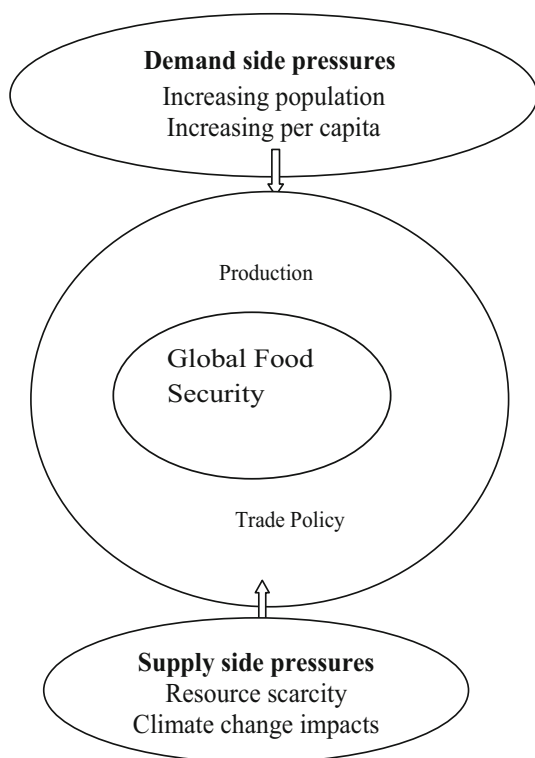 Demand side pressures
Increasing population
Increasing per capita
Production
Global Food
Security
Trade Policy
Supply side pressures
Resource scarcity
Climate change impacts